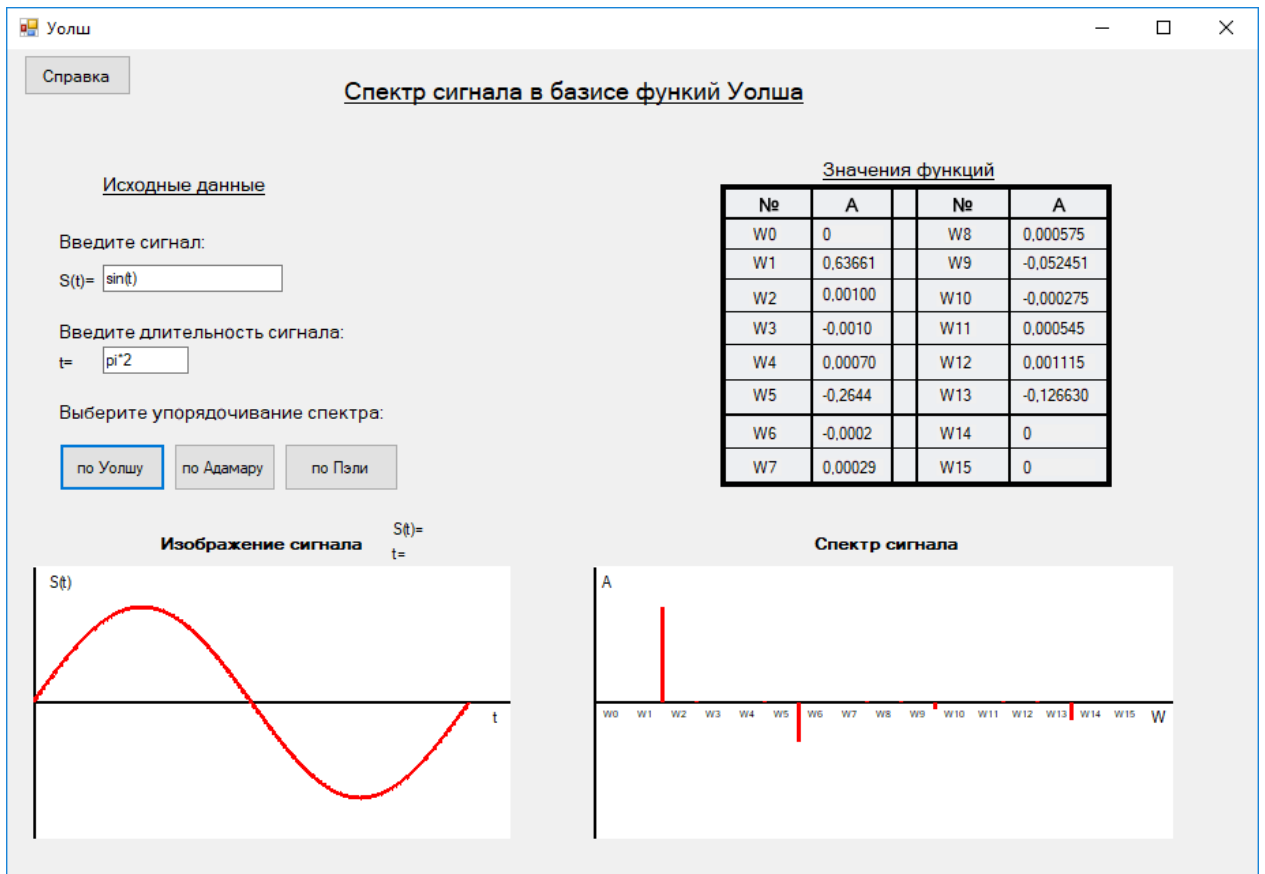 Уолш
Справка
Спектр сигнала в базисе функий Уолша
Исходные данные
Введите сигнал:
S(t)= sin(t)
Введите длительность сигнала:
t= pi*2
Выберите упорядочивание спектра:
по Уолшу по Адамару по Пэли
Значения функций
№ A № A
W0 0 W8 0,000575
W1 0,63661 W9 -0,052451
W2 0,00100 W10 -0,000275
W3 -0,0010 W11 0,000545
W4 0,00070 W12 0,001115
W5 -0,2644 W13 -0,126630
W6 -0,0002 W14 0
W7 0,00029 W15 0
Изображение сигнала
S(t)=
t=
S(t)
t
Спектр сигнала
A
W0 W1 W2 W3 W4 W5 W6 W7 W8 W9 W10 W11 W12 W13 W14 W15 W